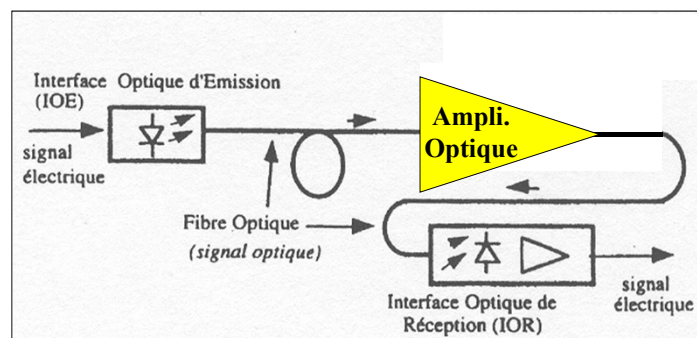 Interface Optique d'Emission
(IOE)
signal
électrique
Ampli.
Optique
Fibre Optique
(signal optique)
signal
électrique
Interface Optique de
Réception (IOR)